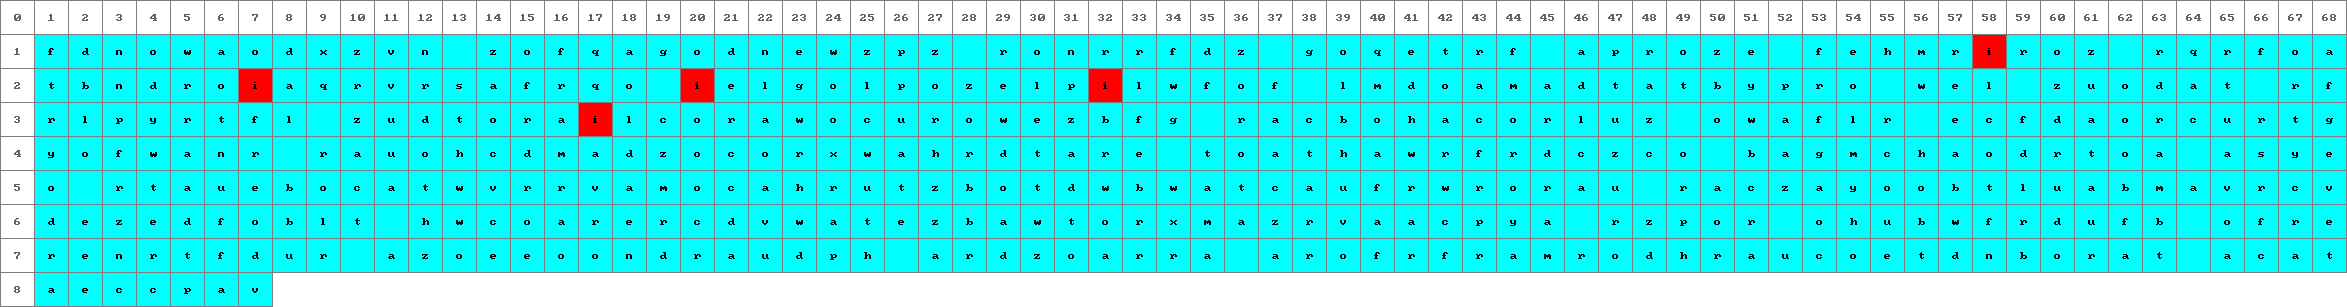 0 1 2 3 4 5 6 7 8 9 10 11 12 13 14 15 16 17 18 19 20 21 22 23 24 25 26 27 28 29 30 31 32 33 34 35 36 37 38 39 40 41 42 43 44 45 46 47 48 49 50 51 52 53 54 55 56 57 58 59 60 61 62 63 64 65 66 67 68
1 f d n o w a o d x z v n z o f q a g o d n e w z p z r o n r r f d z g o q e t r f a p r o z e f e h m r i r o z r q r f o a
2 t b n d r o i a q r v r s a f r q o i e l g o l p o z e l p i l w f o f l m d o a m a d t a t b y p r o w e l z u o d a t r f
3 r l p y r t f l z u d t o r a i l c o r a w o c u r o w e z b f g r a c b o h a c o r l u z o w a f l r e c f d a o r c u r t g
4 y o f w a n r r a u o h c d m a d z o c o r x w a h r d t a r e t o a t h a w r f r d c z c o b a g m c h a o d r t o a a s y e
5 o r t a u e b o c a t w v r r v a m o c a h r u t z b o t d w b w a t c a u f r w r o r a u r a c z a y o o b t l u a b m a v r c v
6 d e z e d f o b l t h w c o a r e r c d v w a t e z b a w t o r x m a z r v a a c p y a r z p o r o h u b w f r d u f b o f r e
7 r e n r t f d u r a z o e e o o n d r a u d p h a r d z o a r r a a r o f r f r a m r o d h r a u c o e t d n b o r a t a c a t
8 a e c c p a v